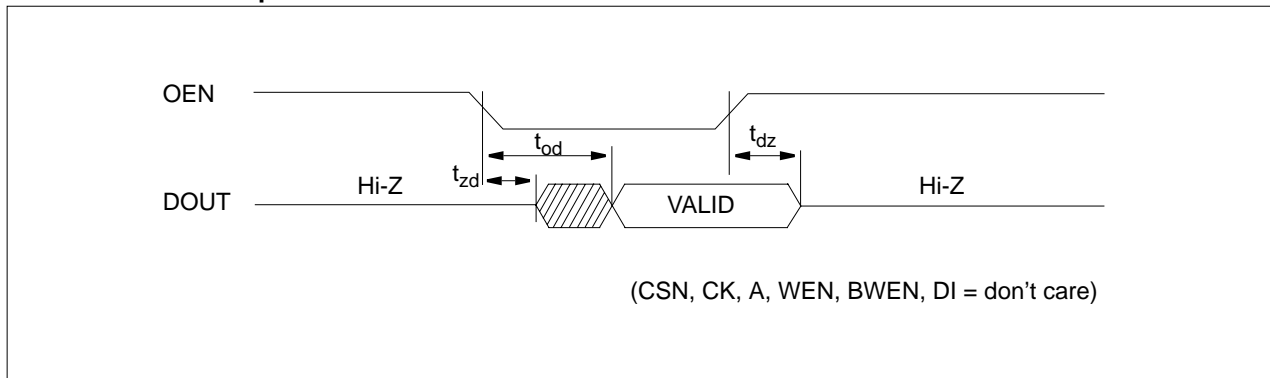 OEN
t_od
t_dz
t_zd
Hi-Z
Hi-Z
DOUT
VALID
(CSN, CK, A, WEN, BWEN, DI = don't care)